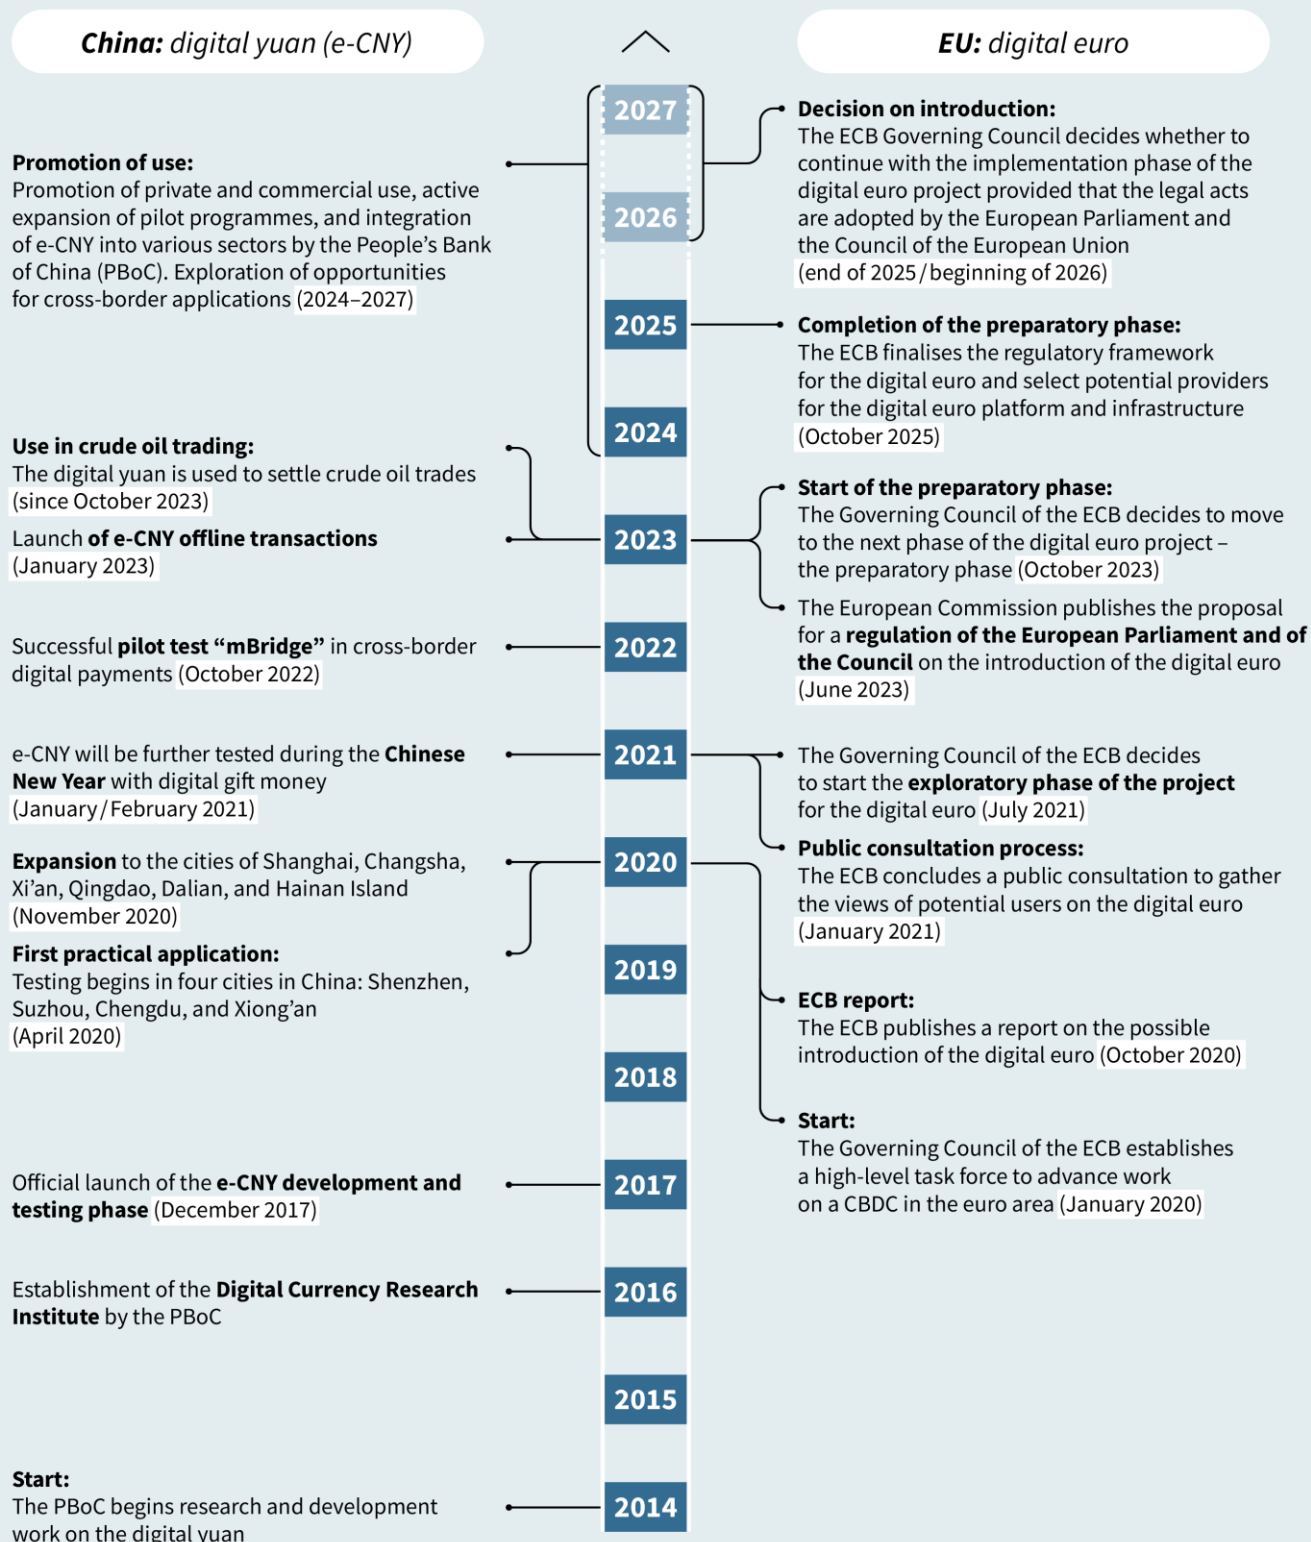 China: digital yuan (e-CNY)
Promotion of use:
Promotion of private and commercial use, active
expansion of pilot programmes, and integration
of e-CNY into various sectors by the People’s Bank
of China (PBoC). Exploration of opportunities
for cross-border applications (2024–2027)
Use in crude oil trading:
The digital yuan is used to settle crude oil trades
(since October 2023)
Launch of e-CNY offline transactions
(January 2023)
Successful pilot test “mBridge” in cross-border
digital payments (October 2022)
e-CNY will be further tested during the Chinese
New Year with digital gift money
(January/February 2021)
Expansion to the cities of Shanghai, Changsha,
Xi’an, Qingdao, Dalian, and Hainan Island
(November 2020)
First practical application:
Testing begins in four cities in China: Shenzhen,
Suzhou, Chengdu, and Xiong’an
(April 2020)
Official launch of the e-CNY development and
testing phase (December 2017)
Establishment of the Digital Currency Research
Institute by the PBoC
Start:
The PBoC begins research and development
work on the digital yuan
2027
2026
2025
2024
2023
2022
2021
2020
2019
2018
2017
2016
2015
2014
EU: digital euro
Decision on introduction:
The ECB Governing Council decides whether to
continue with the implementation phase of the
digital euro project provided that the legal acts
are adopted by the European Parliament and
the Council of the European Union
(end of 2025/beginning of 2026)
Completion of the preparatory phase:
The ECB finalises the regulatory framework
for the digital euro and select potential providers
for the digital euro platform and infrastructure
(October 2025)
Start of the preparatory phase:
The Governing Council of the ECB decides to move
to the next phase of the digital euro project –
the preparatory phase (October 2023)
The European Commission publishes the proposal
for a regulation of the European Parliament and of
the Council on the introduction of the digital euro
(June 2023)
The Governing Council of the ECB decides
to start the exploratory phase of the project
for the digital euro (July 2021)
Public consultation process:
The ECB concludes a public consultation to gather
the views of potential users on the digital euro
(January 2021)
ECB report:
The ECB publishes a report on the possible
introduction of the digital euro (October 2020)
Start:
The Governing Council of the ECB establishes
a high-level task force to advance work
on a CBDC in the euro area (January 2020)